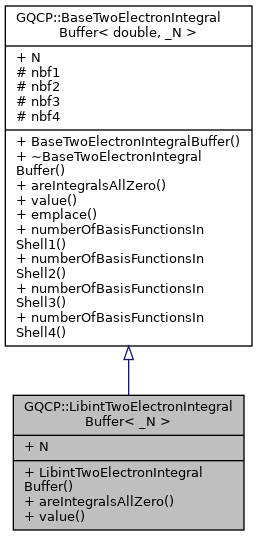 GQCP::BaseTwoElectronIntegral
Buffer< double, _N >
+ N
# nbf1
# nbf2
# nbf3
# nbf4
+ BaseTwoElectronIntegralBuffer()
+ ~BaseTwoElectronIntegral
Buffer()
+ areIntegralsAllZero()
+ value()
+ emplace()
+ numberOfBasisFunctionsIn
Shell1()
+ numberOfBasisFunctionsIn
Shell2()
+ numberOfBasisFunctionsIn
Shell3()
+ numberOfBasisFunctionsIn
Shell4()
GQCP::LibintTwoElectronIntegral
Buffer< _N >
+ N
+ LibintTwoElectronIntegral
Buffer()
+ areIntegralsAllZero()
+ value()